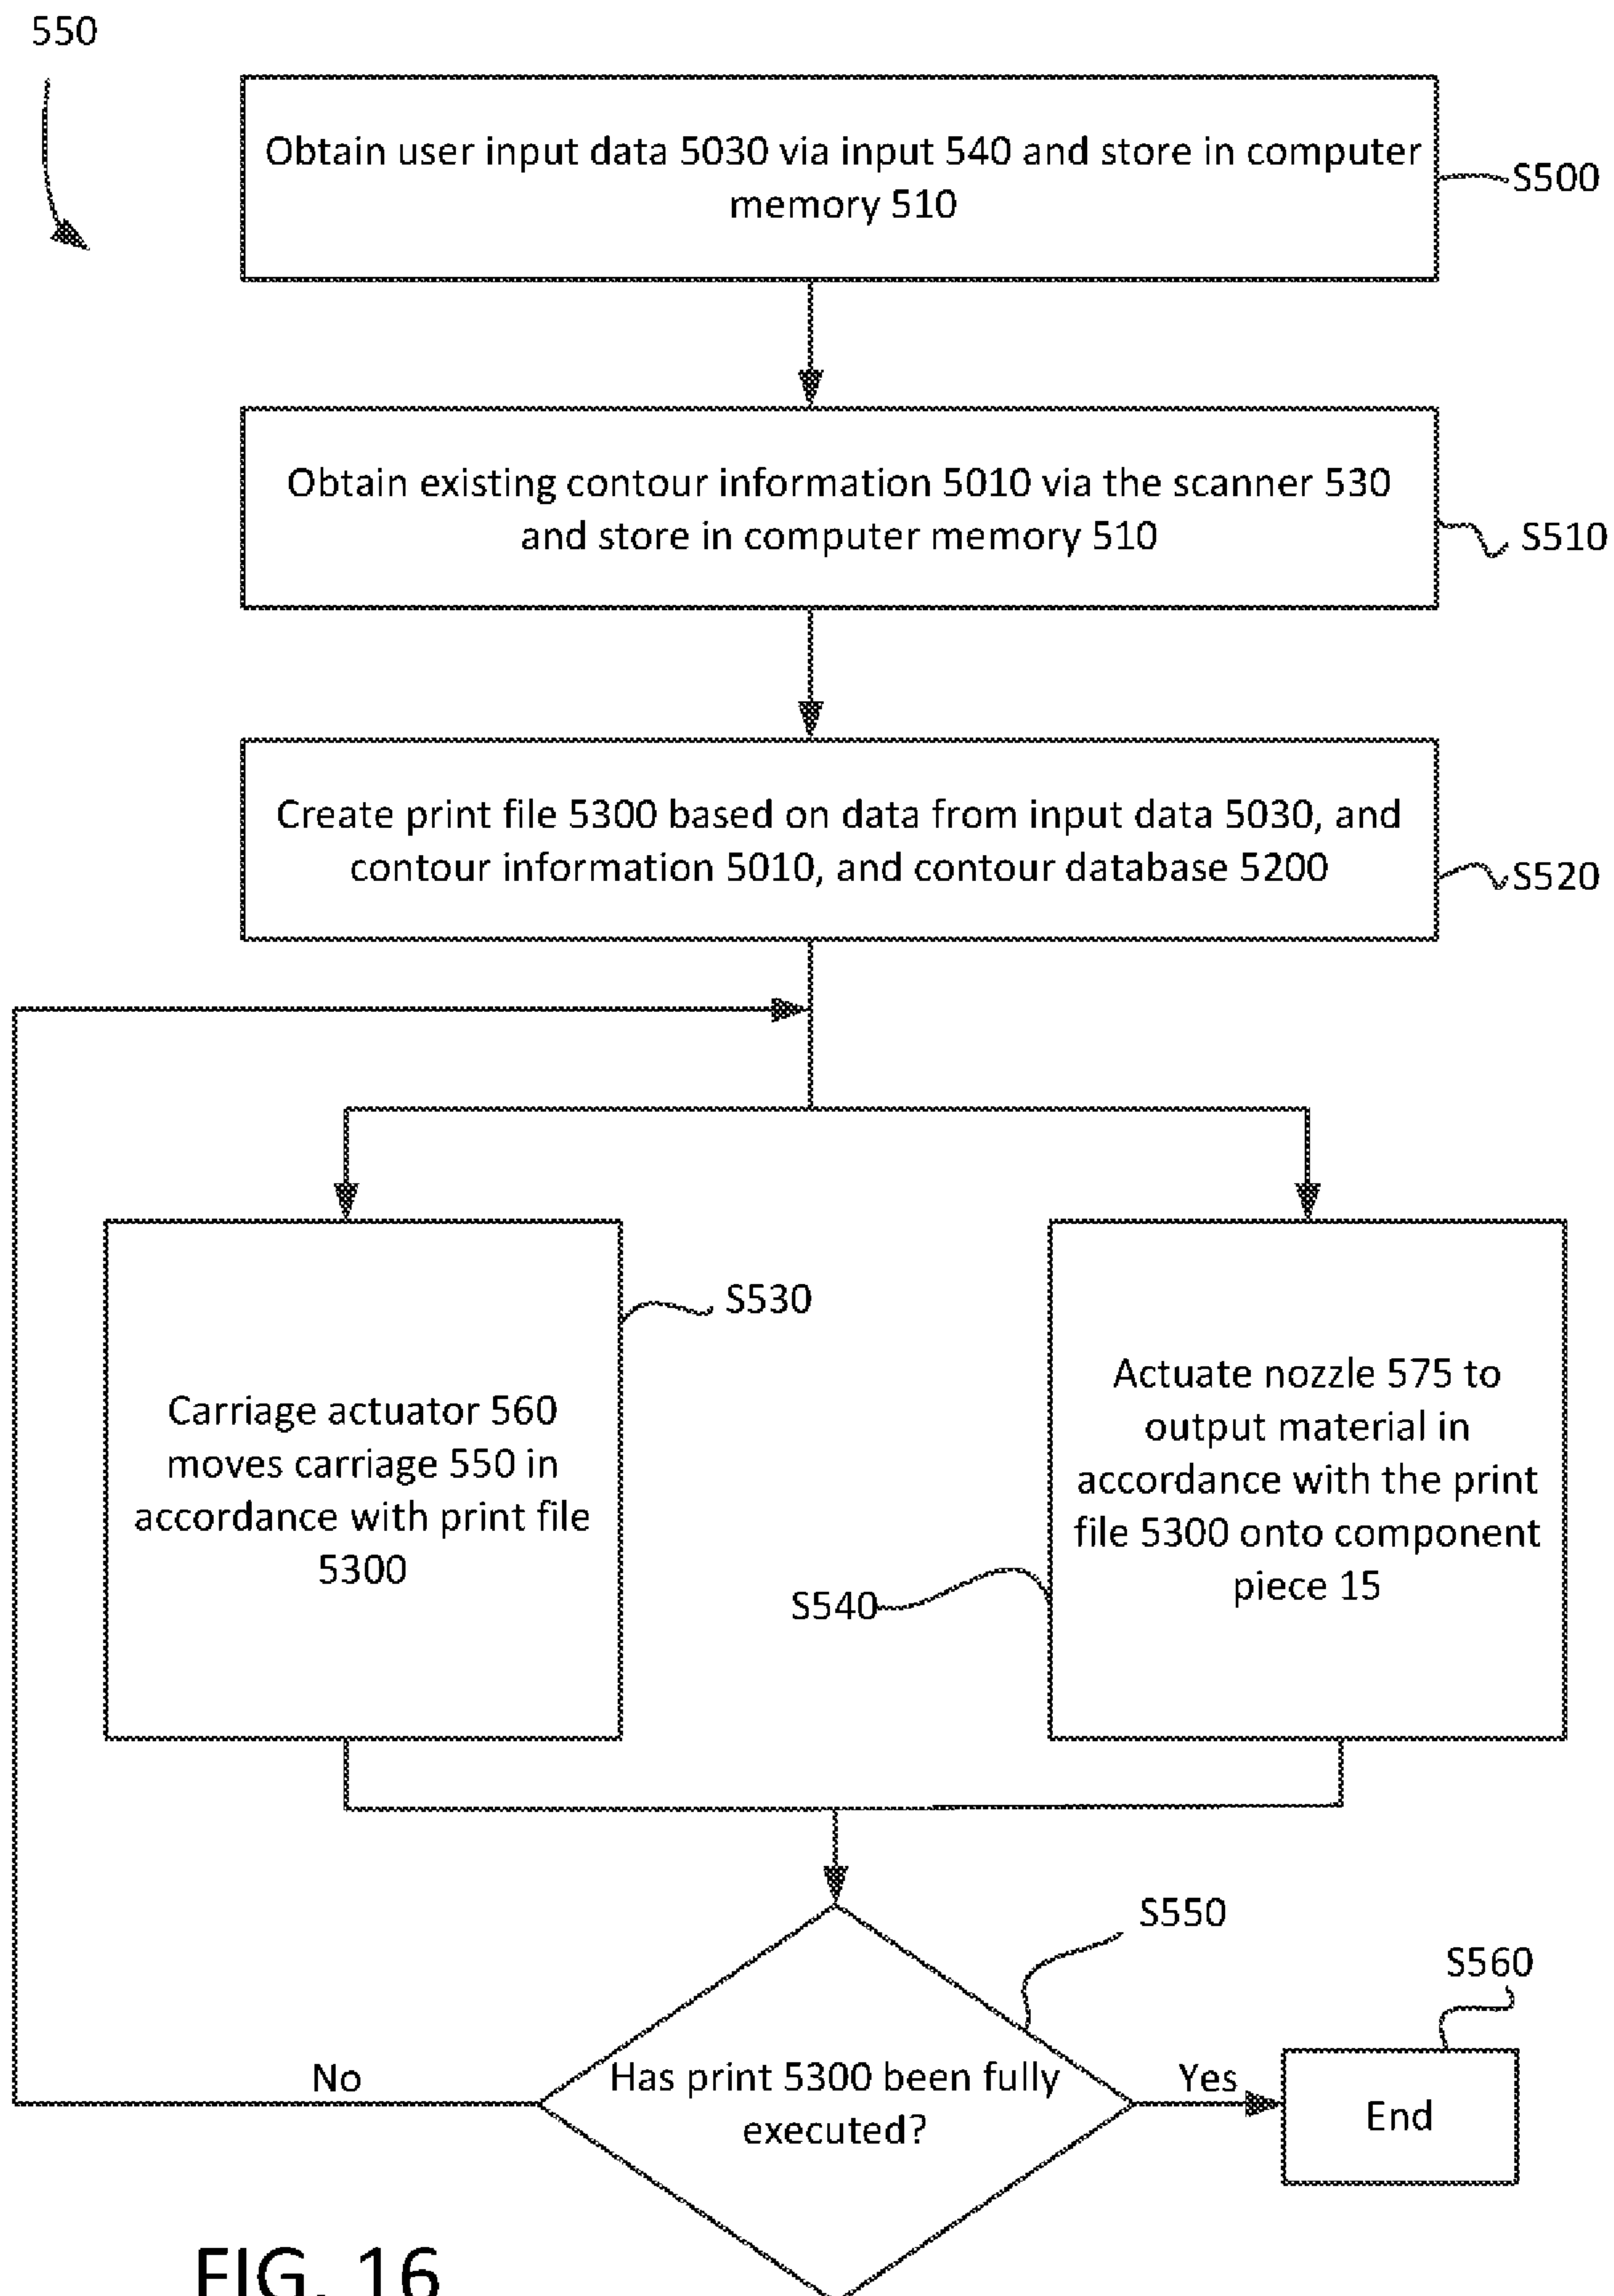 550
Obtain user input data 5030 via input 540 and store in computer
memory 510
S500
Obtain existing contour information 5010 via the scanner 530
and store in computer memory 510
S510
Create print file 5300 based on data from input data 5030, and
contour information 5010, and contour database 5200
S520
S530
Carriage actuator 560
moves carriage 550 in
accordance with print file
5300
Actuate nozzle 575 to
output material in
accordance with the print
file 5300 onto component
piece 15
S540
S550
S560
No
Has print 5300 been fully
executed?
Yes
End
FIG. 16